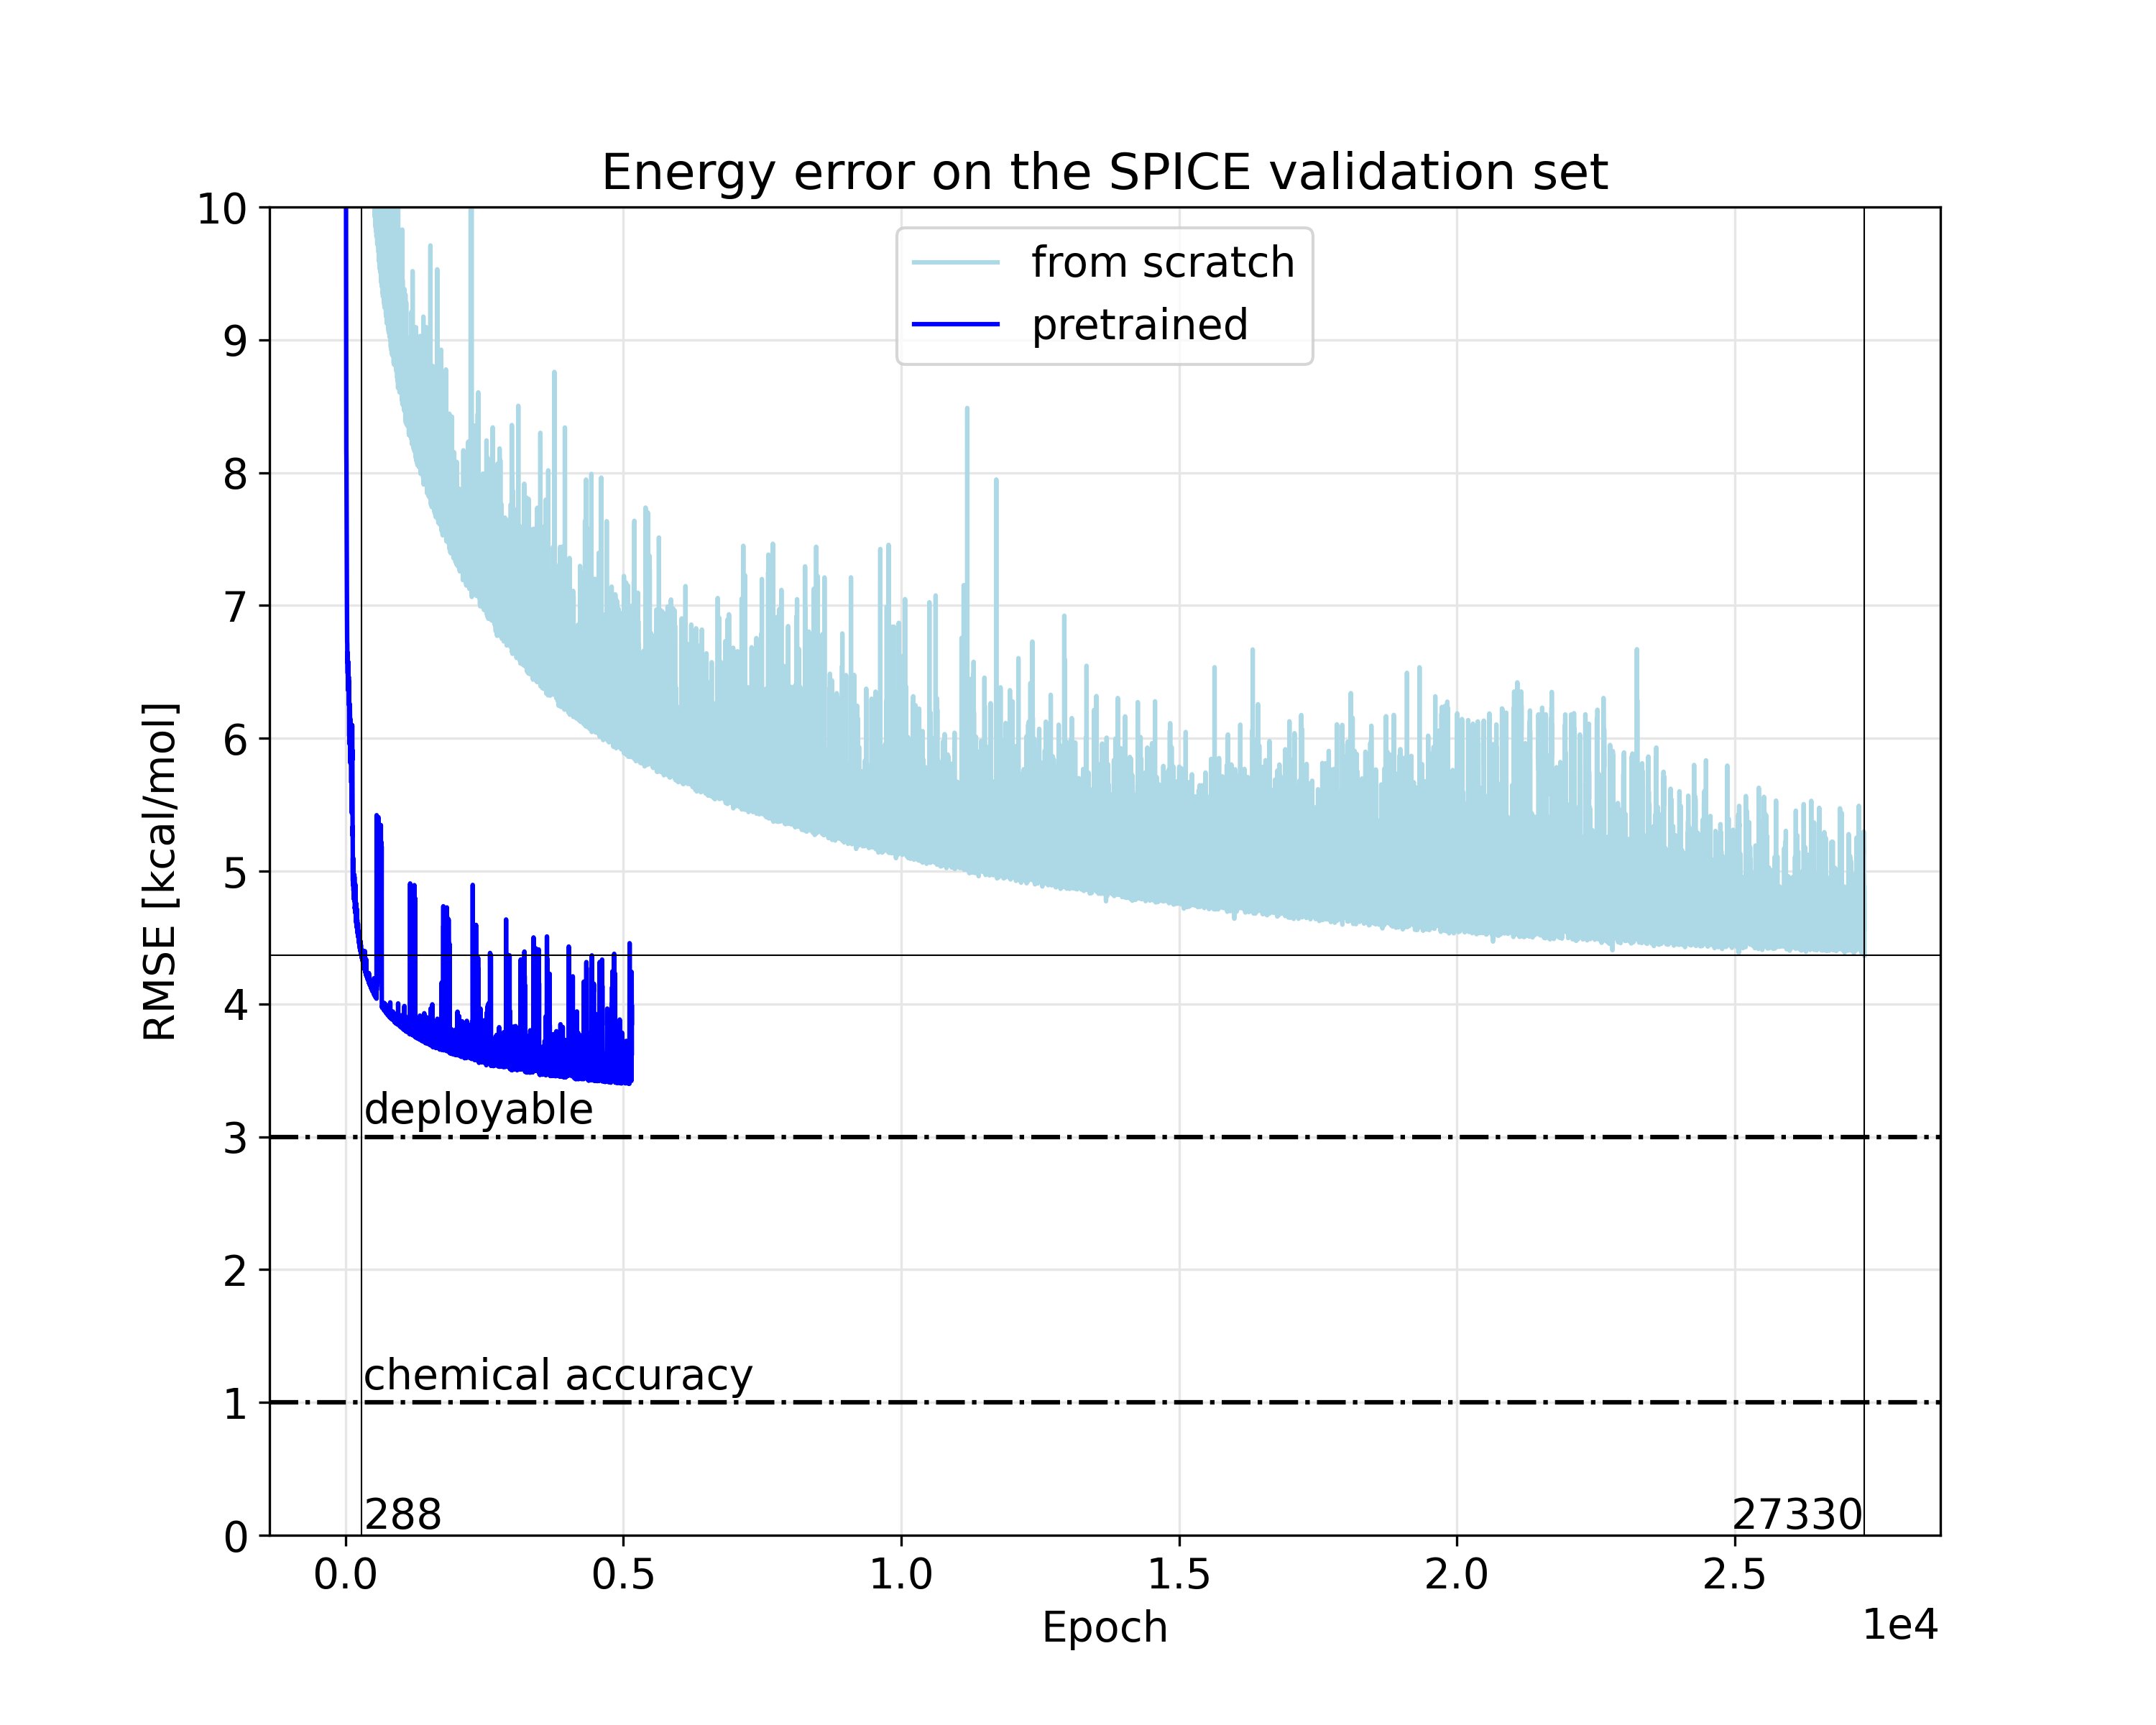 Energy error on the SPICE validation set
10
9
8
7
6
5
4
3
2
1
0
RMSE [kcal/mol]
from scratch
pretrained
deployable
chemical accuracy
288
27330
0.0
0.5
1.0
1.5
2.0
2.5
Epoch
1e4